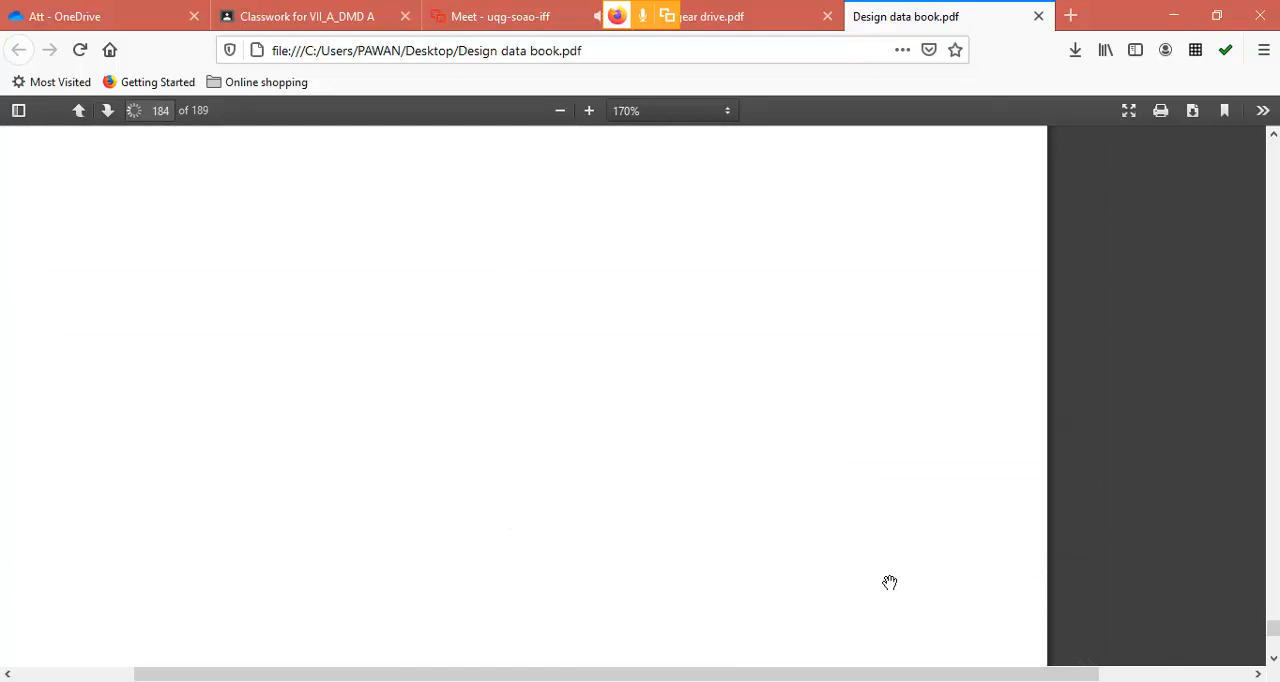 Att - OneDrive
Classwork for VII_A_DMD A
Meet - uqg-soao-iff
gear drive.pdf
Design data book.pdf
file:///C:/Users/PAWAN/Desktop/Design data book.pdf
Most Visited
Getting Started
Online shopping
184 of 189
170%